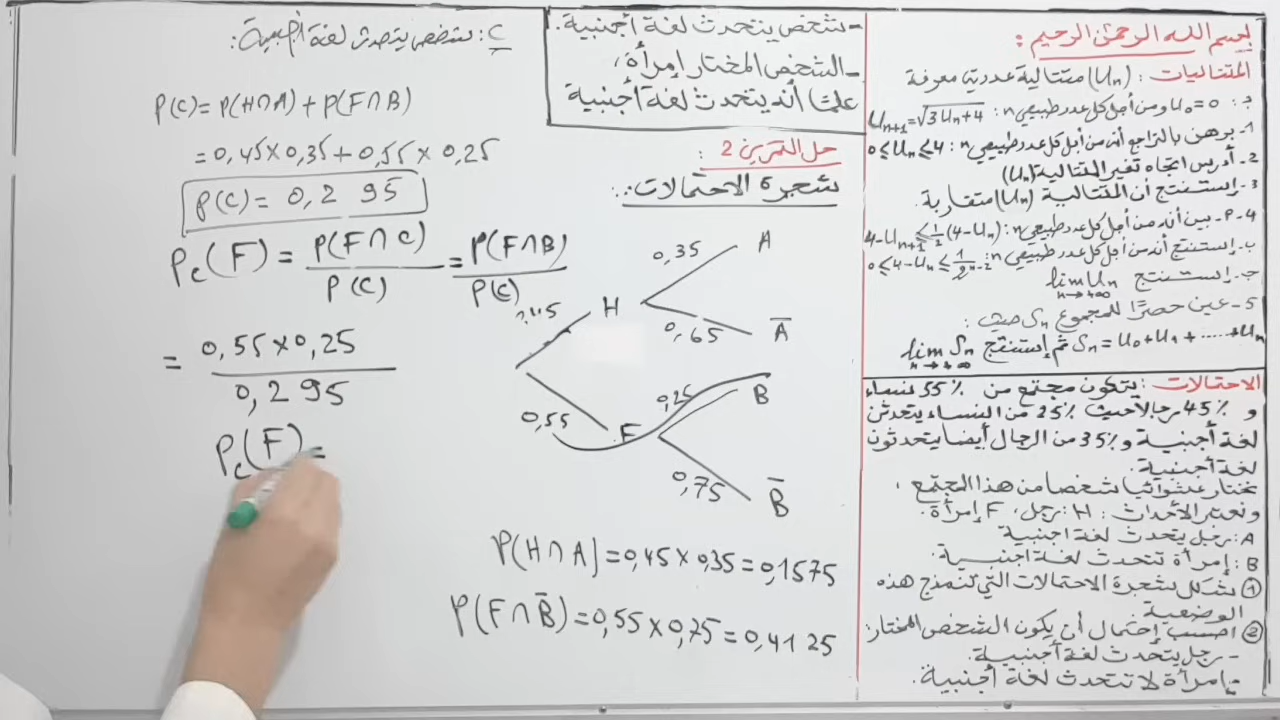 بسم الله الرحمن الرحيم :
المتتاليات : (Un) متتالية عددية معرفة
بـ : U0=0 ومن أجل كل عدد طبيعي n : Un+1=√3Un+4
1- برهن بالتراجع أنه من أجل كل عدد طبيعي n : 0≤Un≤4
2- أدرس اتجاه تغير المتتالية (Un)
3- إستنتج أن المتتالية (Un) متقاربة.
4- بين أنه من أجل كل عدد طبيعي n : 4-Un+1≤1/2(4-Un)
ب- إستنتج أنه من اجل كل عدد طبيعي n : 0≤4-Un≤1/2ⁿ⁻²
ج- إستنتج lim Un n→+∞
5- عين حصرًا للمجموع Sn حيث :
Sn=U0+U1+......+Un ثم إستنتج lim Sn n→+∞
الاحتمالات : يتكون مجتمع من 55% نساء
و 45% رجالا حيث 25% من النساء يتحدثن
لغة أجنبية و 35% من الرجال أيضا يتحدثون
لغة أجنبية.
نختار عشوائيا شخصا من هذا المجتمع ،
ونعتبر الأحداث : H : رجل، F إمرأة.
A : رجل يتحدث لغة اجنبية
B : إمرأة تتحدث لغة اجنبية.
① شكل شجرة الاحتمالات التي تنمذج هذه
الوضعية.
② احسب إحتمال أن يكون الشخص المختار:
- رجل يتحدث لغة أجنبية.
- إمرأة لا تتحدث لغة أجنبية.
- شخص يتحدث لغة أجنبية.
- الشخص المختار إمرأة،
علمًا أنه يتحدث لغة أجنبية
حل التمرين 2 :
شجرة الاحتمالات :
0,35 A
H
0,65 A̅
0,55 F
0,25 B
0,75 B̅
P(H∩A)=0,45×0,35=0,1575
P(F∩B̅)=0,55×0,75=0,4125
C : شخص يتحدث لغة أجنبية:
P(C)=P(H∩A)+P(F∩B)
=0,45×0,35+0,55×0,25
P(C)=0,295
Pc(F)=P(F∩C)/P(C)=P(F∩B)/P(C)
=0,55×0,25/0,295
Pc(F)=